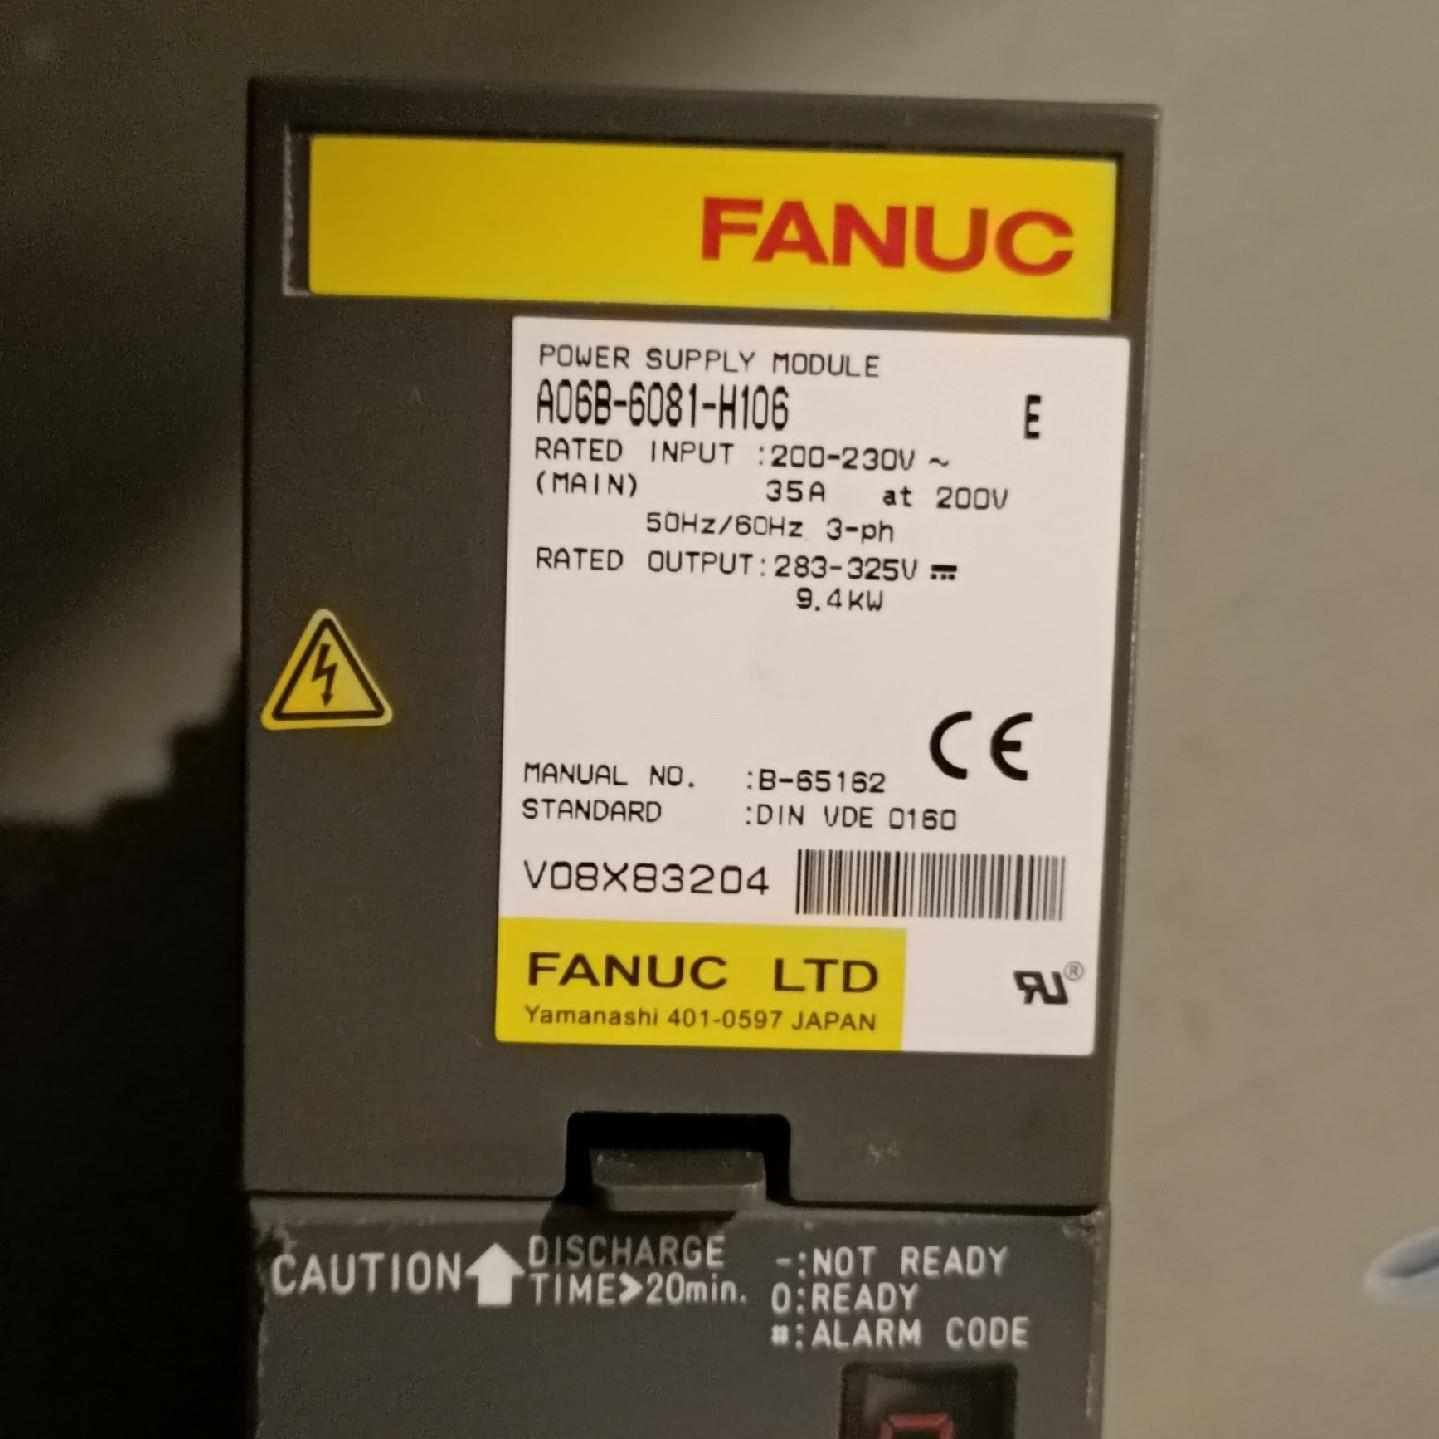 FANUC
POWER SUPPLY MODULE
A06B-6081-H106 E
RATED INPUT :200-230V ~
(MAIN) 35A at 200V
50Hz/60Hz 3-ph
RATED OUTPUT:283-325V ⎓
9.4kW
CE
MANUAL NO. :B-65162
STANDARD :DIN VDE 0160
V08X83204
FANUC LTD
Yamanashi 401-0597 JAPAN
RU®
CAUTION DISCHARGE
TIME>20min.
-:NOT READY
0:READY
#:ALARM CODE